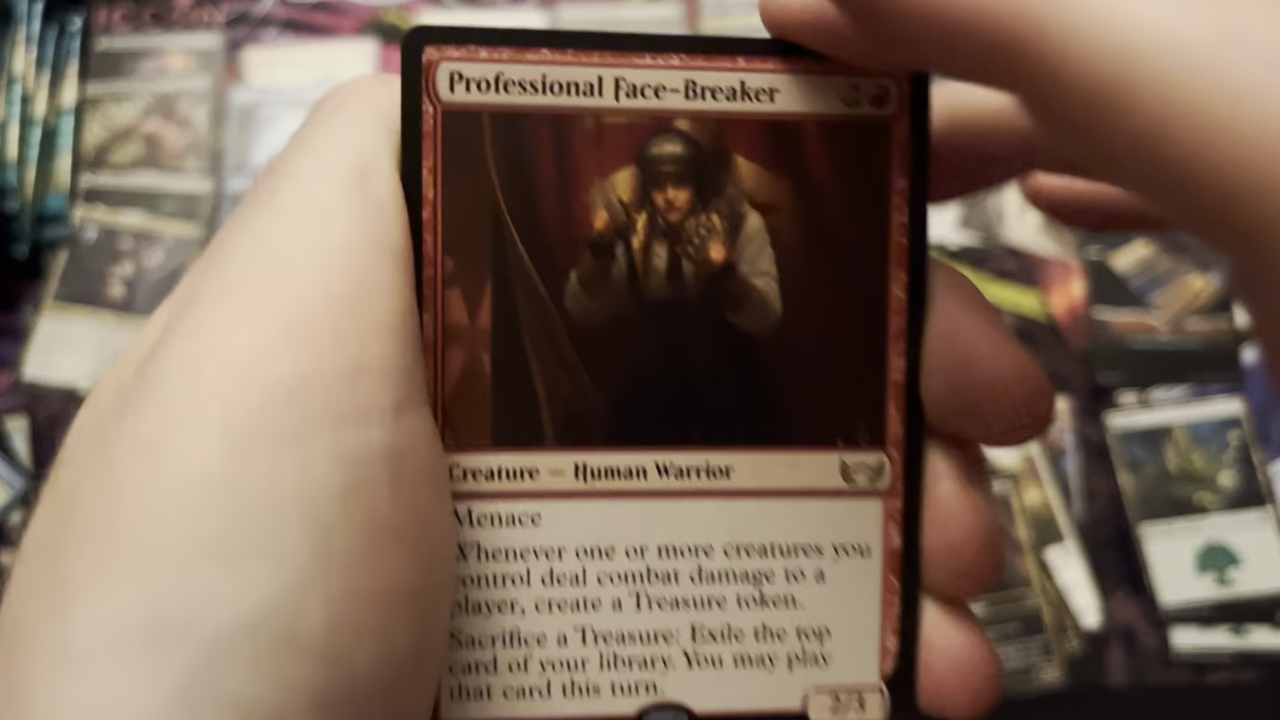 Professional Face-Breaker
Creature — Human Warrior
Menace
Whenever one or more creatures you
control deal combat damage to a
player, create a Treasure token.
Sacrifice a Treasure: Exile the top
card of your library. You may play
that card this turn.
2/3